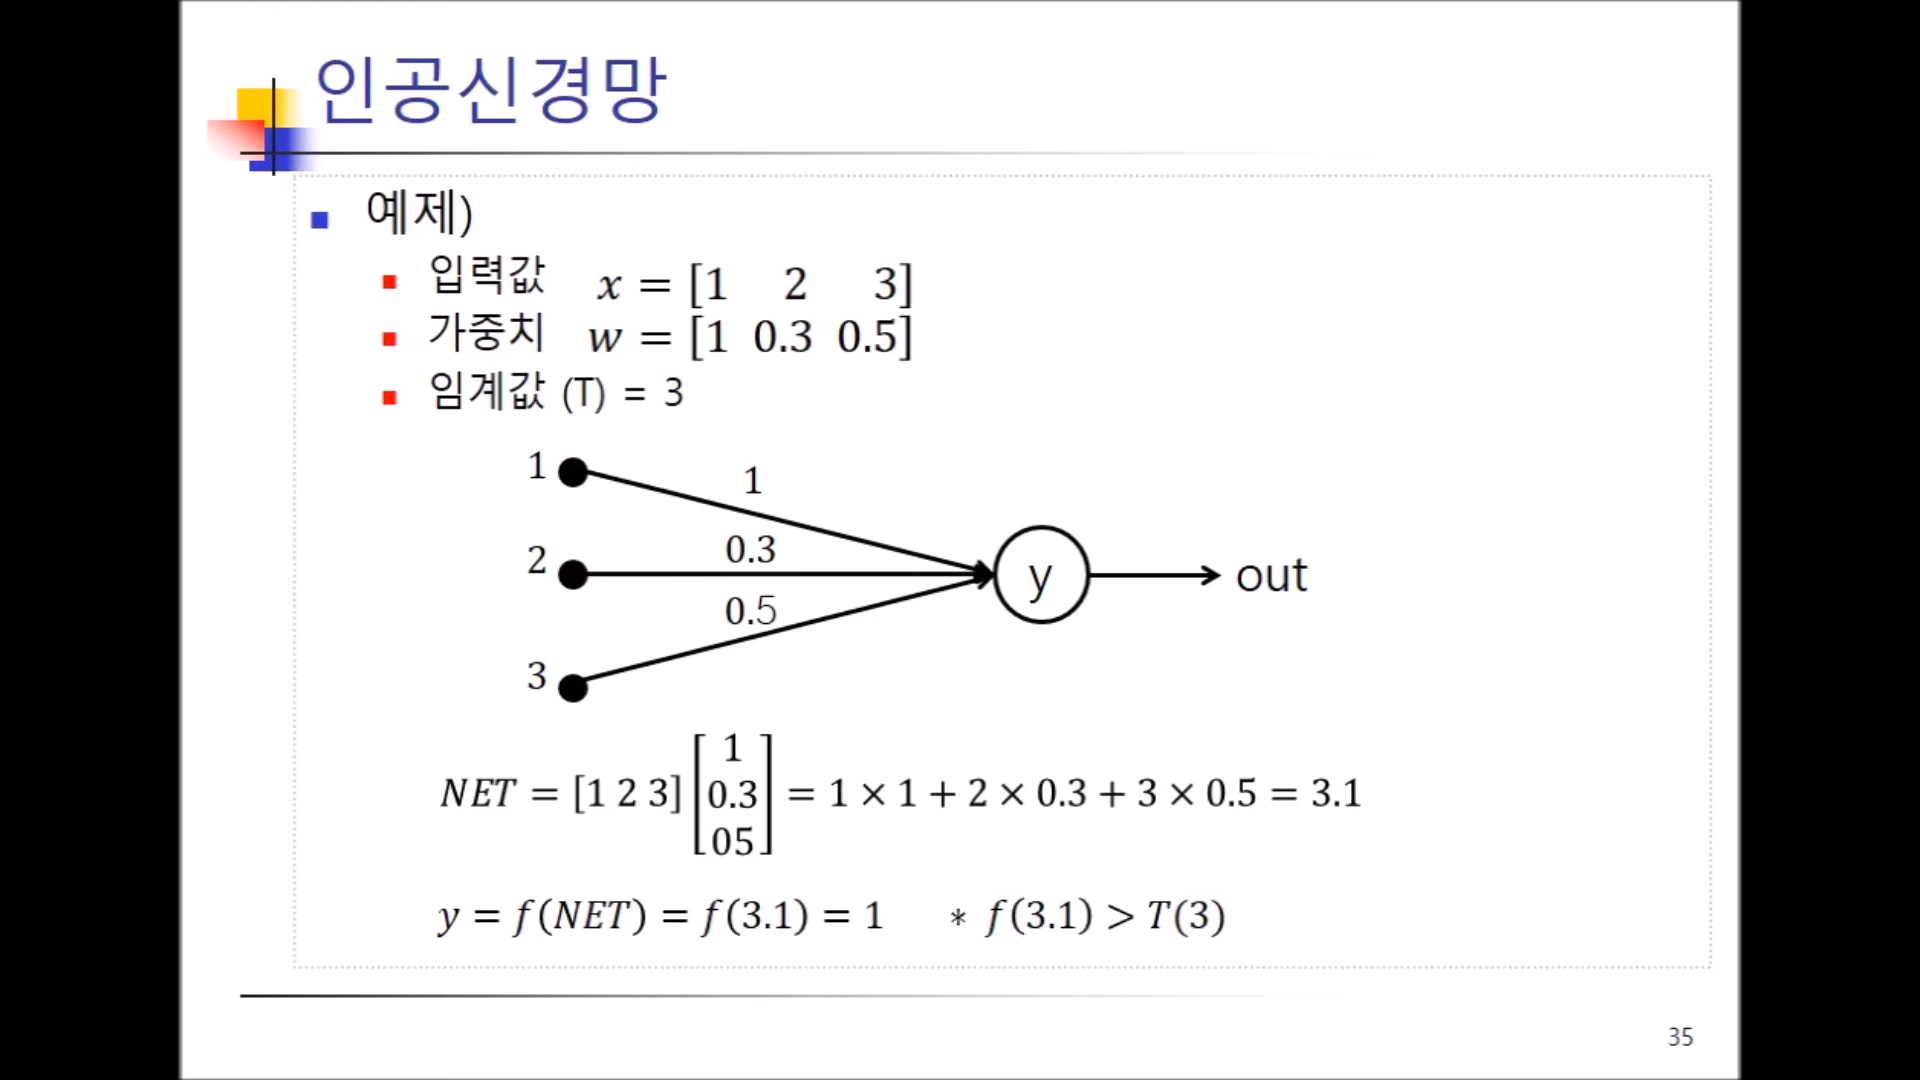 인공신경망
예제)
입력값 x = [1 2 3]
가중치 w = [1 0.3 0.5]
임계값 (T) = 3
1
1
0.3
2
y
out
0.5
3
NET = [1 2 3] [1 0.3 05] = 1 × 1 + 2 × 0.3 + 3 × 0.5 = 3.1
y = f(NET) = f(3.1) = 1 * f(3.1) > T(3)
35